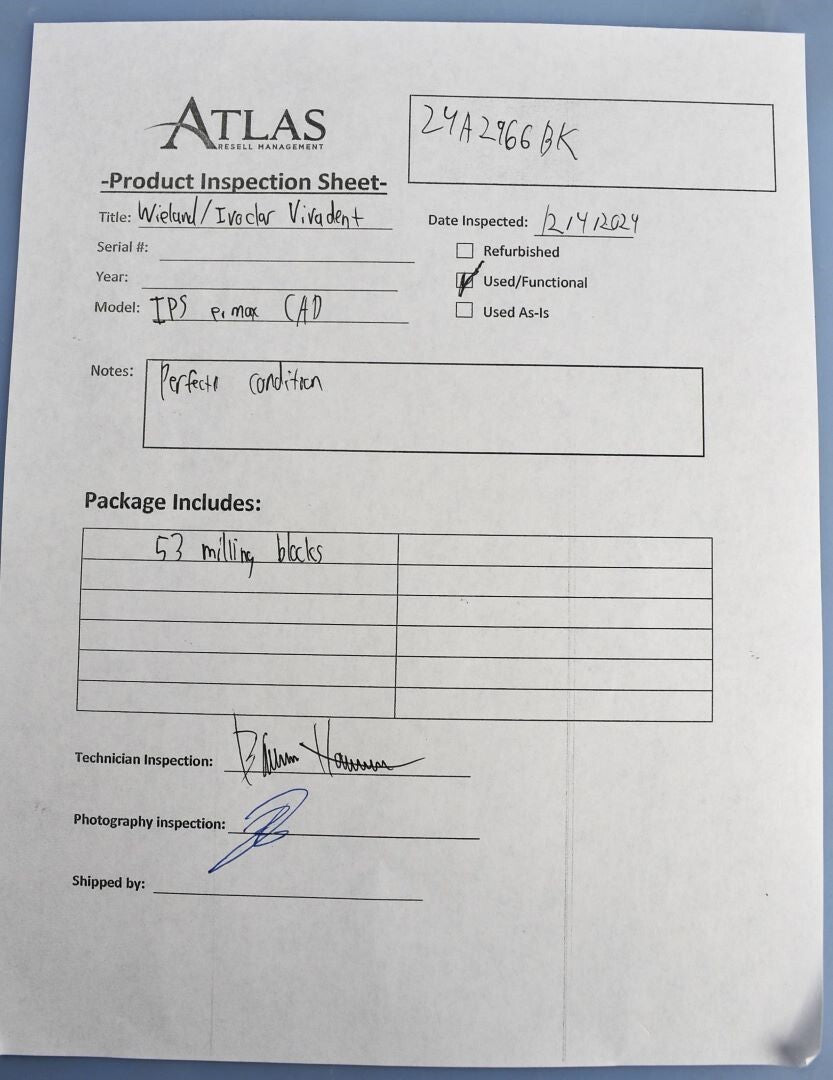 ATLAS
RESELL MANAGEMENT
24A2966BK
-Product Inspection Sheet-
Title: Wieland/Ivoclar Vivadent
Date Inspected: 12/4/2024
Serial #:
Refurbished
Year:
Used/Functional
Model: IPS e.max CAD
Used As-Is
Notes: Perfect condition
Package Includes:
53 milling blocks
Technician Inspection:
Photography inspection:
Shipped by: